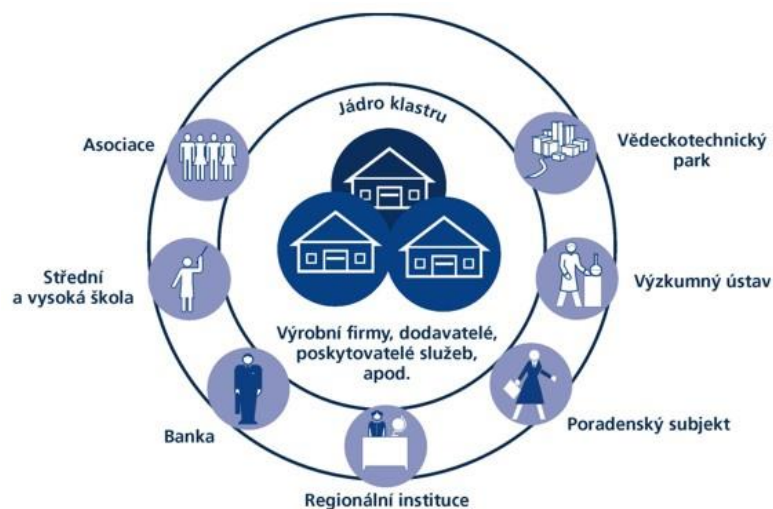 Jádro klastru
Asociace
Vědeckotechnický
park
Střední
a vysoká škola
Výzkumný ústav
Výrobní firmy, dodavatelé,
poskytovatelé služeb,
apod.
Banka
Poradenský subjekt
Regionální instituce